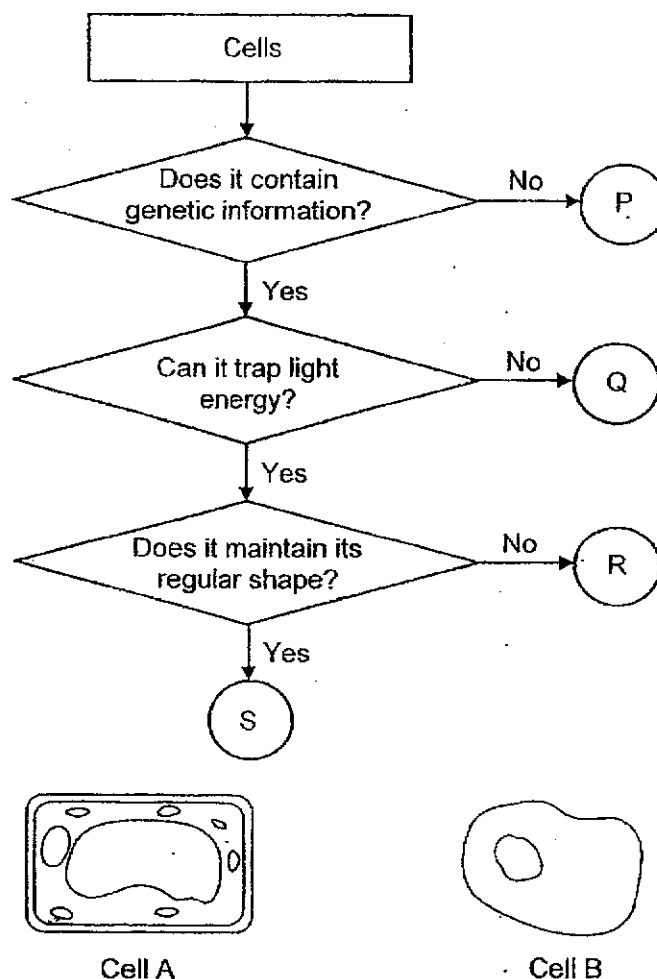 Cells
Does it contain
genetic information?
No
P
Yes
Can it trap light
energy?
No
Q
Yes
Does it maintain its
regular shape?
No
R
Yes
S
Cell A
Cell B